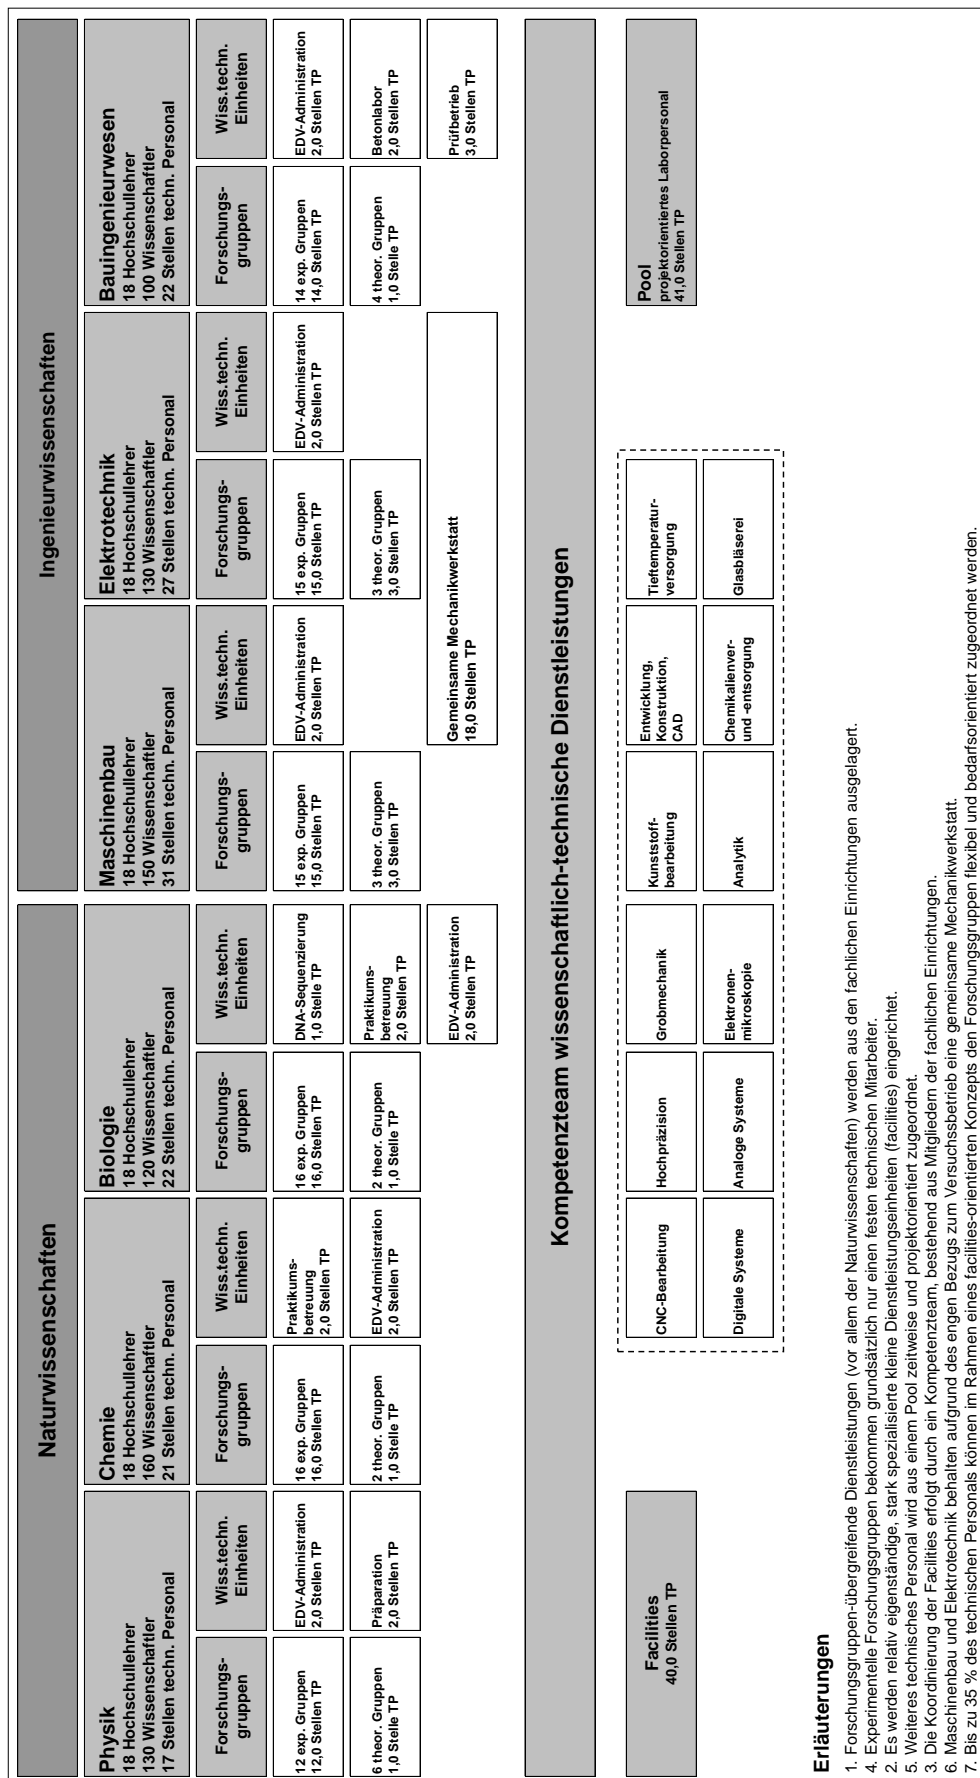 Naturwissenschaften
Ingenieurwissenschaften
Physik
18 Hochschullehrer
130 Wissenschaftler
17 Stellen techn. Personal
Chemie
18 Hochschullehrer
160 Wissenschaftler
21 Stellen techn. Personal
Biologie
18 Hochschullehrer
120 Wissenschaftler
22 Stellen techn. Personal
Maschinenbau
18 Hochschullehrer
150 Wissenschaftler
31 Stellen techn. Personal
Elektrotechnik
18 Hochschullehrer
130 Wissenschaftler
27 Stellen techn. Personal
Bauingenieurwesen
18 Hochschullehrer
100 Wissenschaftler
22 Stellen techn. Personal
Forschungs-
gruppen
Wiss.techn.
Einheiten
Forschungs-
gruppen
Wiss.techn.
Einheiten
Forschungs-
gruppen
Wiss.techn.
Einheiten
Forschungs-
gruppen
Wiss.techn.
Einheiten
Forschungs-
gruppen
Wiss.techn.
Einheiten
Forschungs-
gruppen
Wiss.techn.
Einheiten
12 exp. Gruppen
12,0 Stellen TP
EDV-Administration
2,0 Stellen TP
16 exp. Gruppen
16,0 Stellen TP
Praktikums-
betreuung
2,0 Stellen TP
16 exp. Gruppen
16,0 Stellen TP
DNA-Sequenzierung
1,0 Stelle TP
15 exp. Gruppen
15,0 Stellen TP
EDV-Administration
2,0 Stellen TP
15 exp. Gruppen
15,0 Stellen TP
EDV-Administration
2,0 Stellen TP
14 exp. Gruppen
14,0 Stellen TP
EDV-Administration
2,0 Stellen TP
6 theor. Gruppen
1,0 Stelle TP
Präparation
2,0 Stellen TP
2 theor. Gruppen
1,0 Stelle TP
EDV-Administration
2,0 Stellen TP
2 theor. Gruppen
1,0 Stelle TP
Praktikums-
betreuung
2,0 Stellen TP
3 theor. Gruppen
3,0 Stellen TP
3 theor. Gruppen
3,0 Stellen TP
4 theor. Gruppen
1,0 Stelle TP
Betonlabor
2,0 Stellen TP
EDV-Administration
2,0 Stellen TP
Gemeinsame Mechanikwerkstatt
18,0 Stellen TP
Prüfbetrieb
3,0 Stellen TP
Kompetenzteam wissenschaftlich-technische Dienstleistungen
Facilities
40,0 Stellen TP
CNC-Bearbeitung
Hochpräzision
Grobmechanik
Kunststoff-
bearbeitung
Entwicklung,
Konstruktion,
CAD
Tieftemperatur-
versorgung
Digitale Systeme
Analoge Systeme
Elektronen-
mikroskopie
Analytik
Chemikalienver-
und -entsorgung
Glasbläserei
Pool
projektorientiertes Laborpersonal
41,0 Stellen TP
Erläuterungen
1. Forschungsgruppen-übergreifende Dienstleistungen (vor allem der Naturwissenschaften) werden aus den fachlichen Einrichtungen ausgelagert.
4. Experimentelle Forschungsgruppen bekommen grundsätzlich nur einen festen technischen Mitarbeiter.
2. Es werden relativ eigenständige, stark spezialisierte kleine Dienstleistungseinheiten (facilities) eingerichtet.
5. Weiteres technisches Personal wird aus einem Pool zeitweise und projektorientiert zugeordnet.
3. Die Koordinierung der Facilities erfolgt durch ein Kompetenzteam, bestehend aus Mitgliedern der fachlichen Einrichtungen.
6. Maschinenbau und Elektrotechnik behalten aufgrund des engen Bezugs zum Versuchsbetrieb eine gemeinsame Mechanikwerkstatt.
7. Bis zu 35 % des technischen Personals können im Rahmen eines facilities-orientierten Konzepts den Forschungsgruppen flexibel und bedarfsorientiert zugeordnet werden.